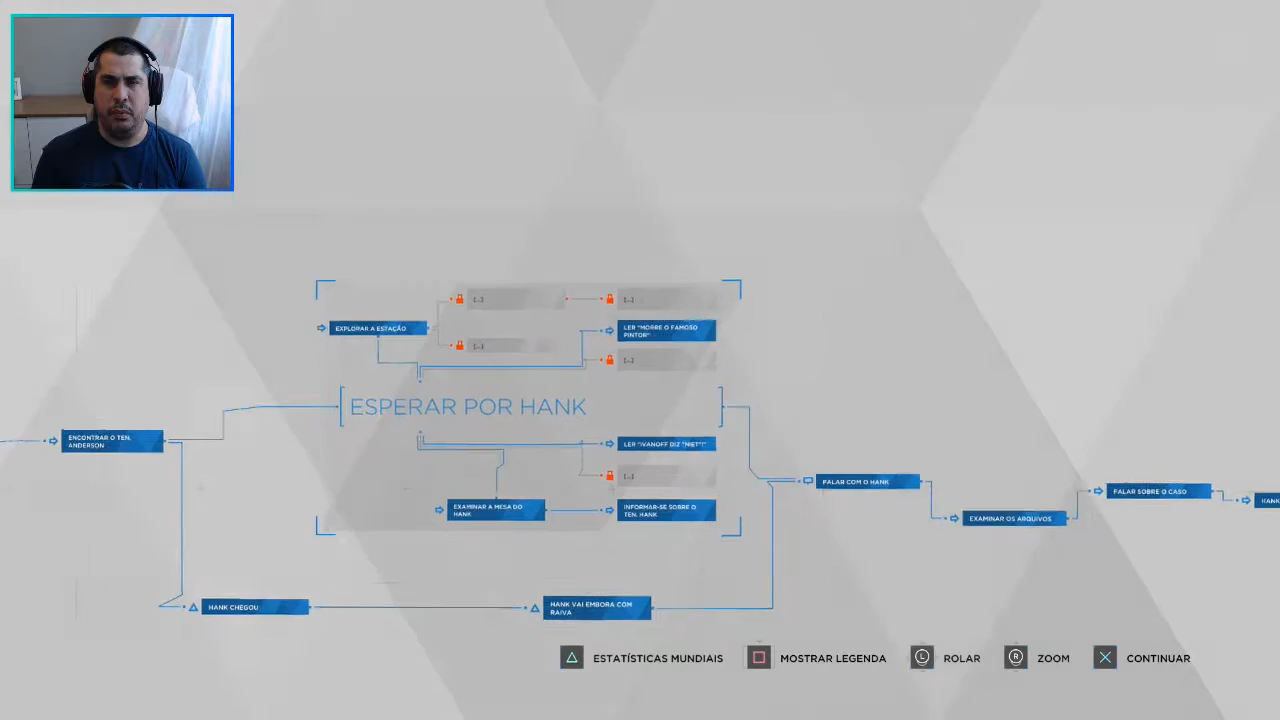 [...]
[...]
EXPLORAR A ESTAÇÃO
LER "MORRE O FAMOSO
PINTOR"
[...]
[...]
ESPERAR POR HANK
ENCONTRAR O TEN.
ANDERSON
LER "IVANOFF DIZ "NIET"!"
[...]
FALAR COM O HANK
FALAR SOBRE O CASO
HANK
EXAMINAR A MESA DO
HANK
INFORMAR-SE SOBRE O
TEN. HANK
EXAMINAR OS ARQUIVOS
HANK CHEGOU
HANK VAI EMBORA COM
RAIVA
ESTATÍSTICAS MUNDIAIS
MOSTRAR LEGENDA
L
ROLAR
R
ZOOM
CONTINUAR